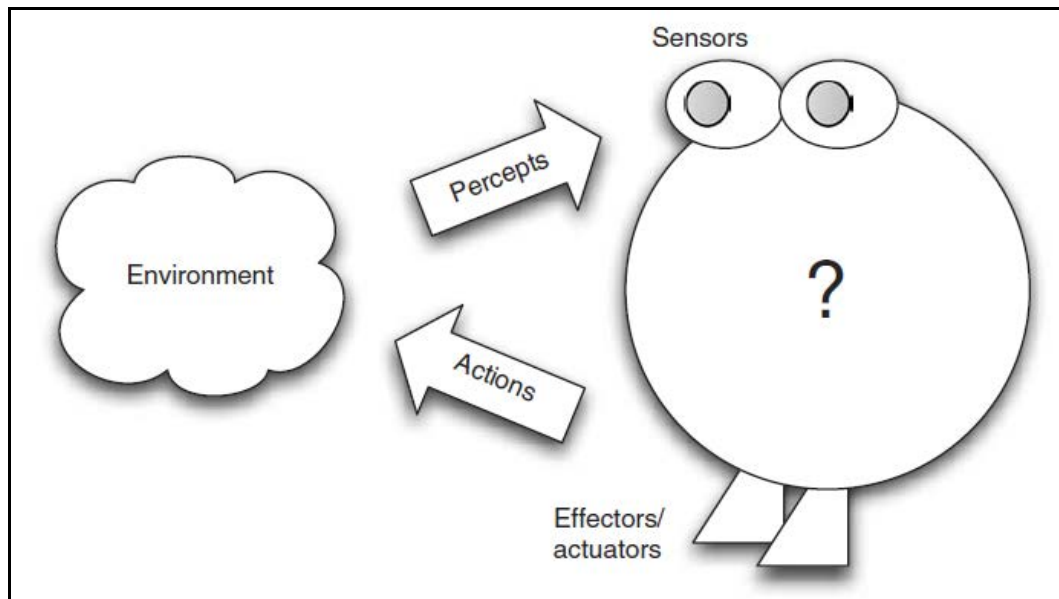 Sensors
Percepts
Environment
?
Actions
Effectors/
actuators